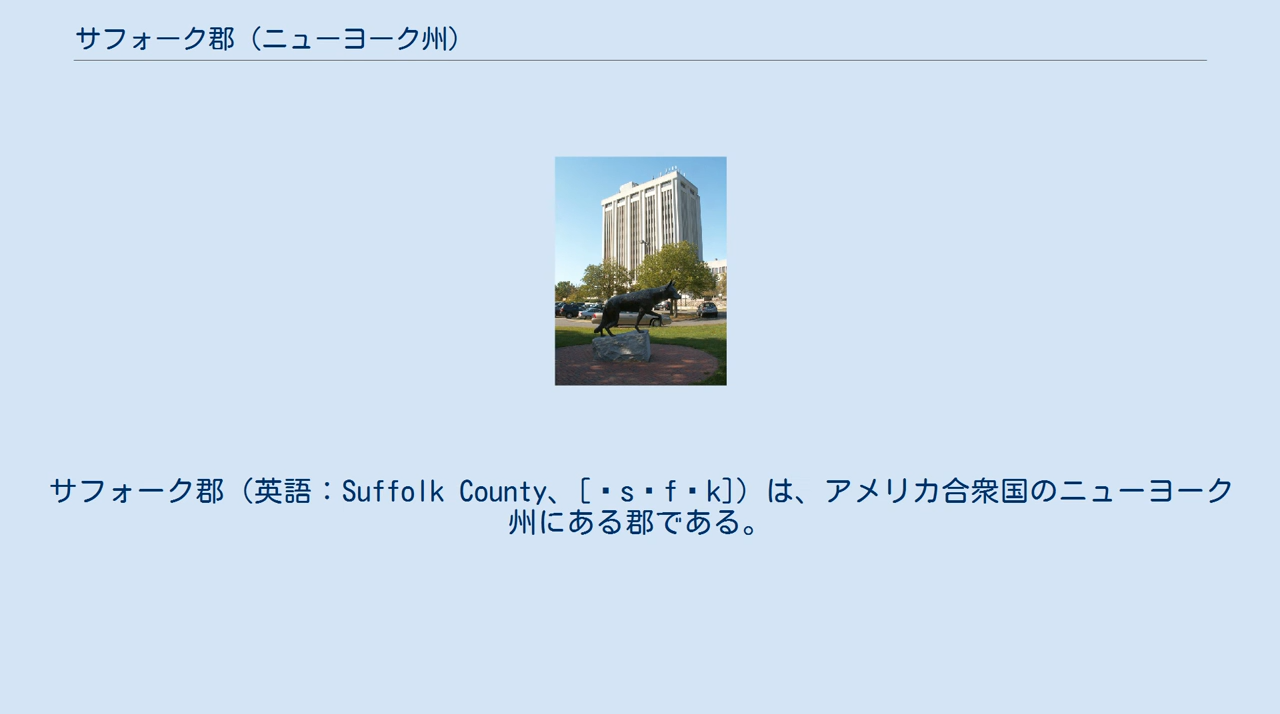 サフォーク郡（ニューヨーク州）
サフォーク郡（英語：Suffolk County、[・s・f・k]）は、アメリカ合衆国のニューヨーク
州にある郡である。